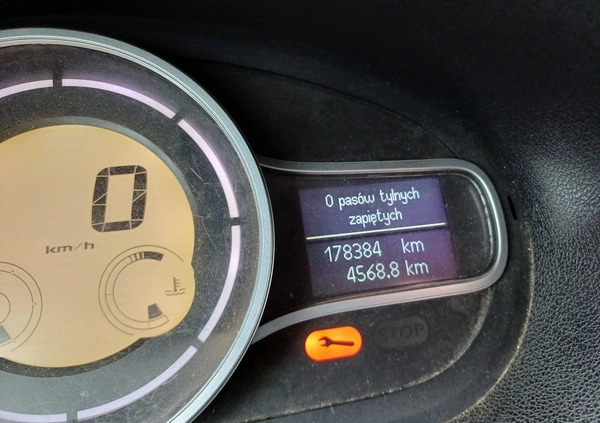 0
km/h
0 pasów tylnych
zapiętych
178384 km
4568.8 km
STOP